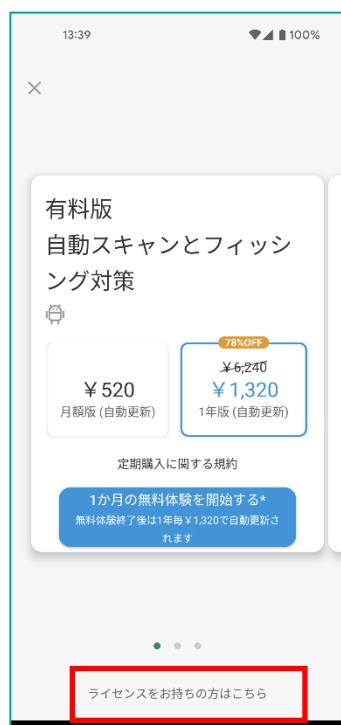 13:39
100%
有料版
自動スキャンとフィッシ
ング対策
78%OFF
¥520
月額版 (自動更新)
¥6,240
¥1,320
1年版 (自動更新)
定期購入に関する規約
1か月の無料体験を開始する*
無料体験終了後は1年毎¥1,320で自動更新さ
れます
ライセンスをお持ちの方はこちら